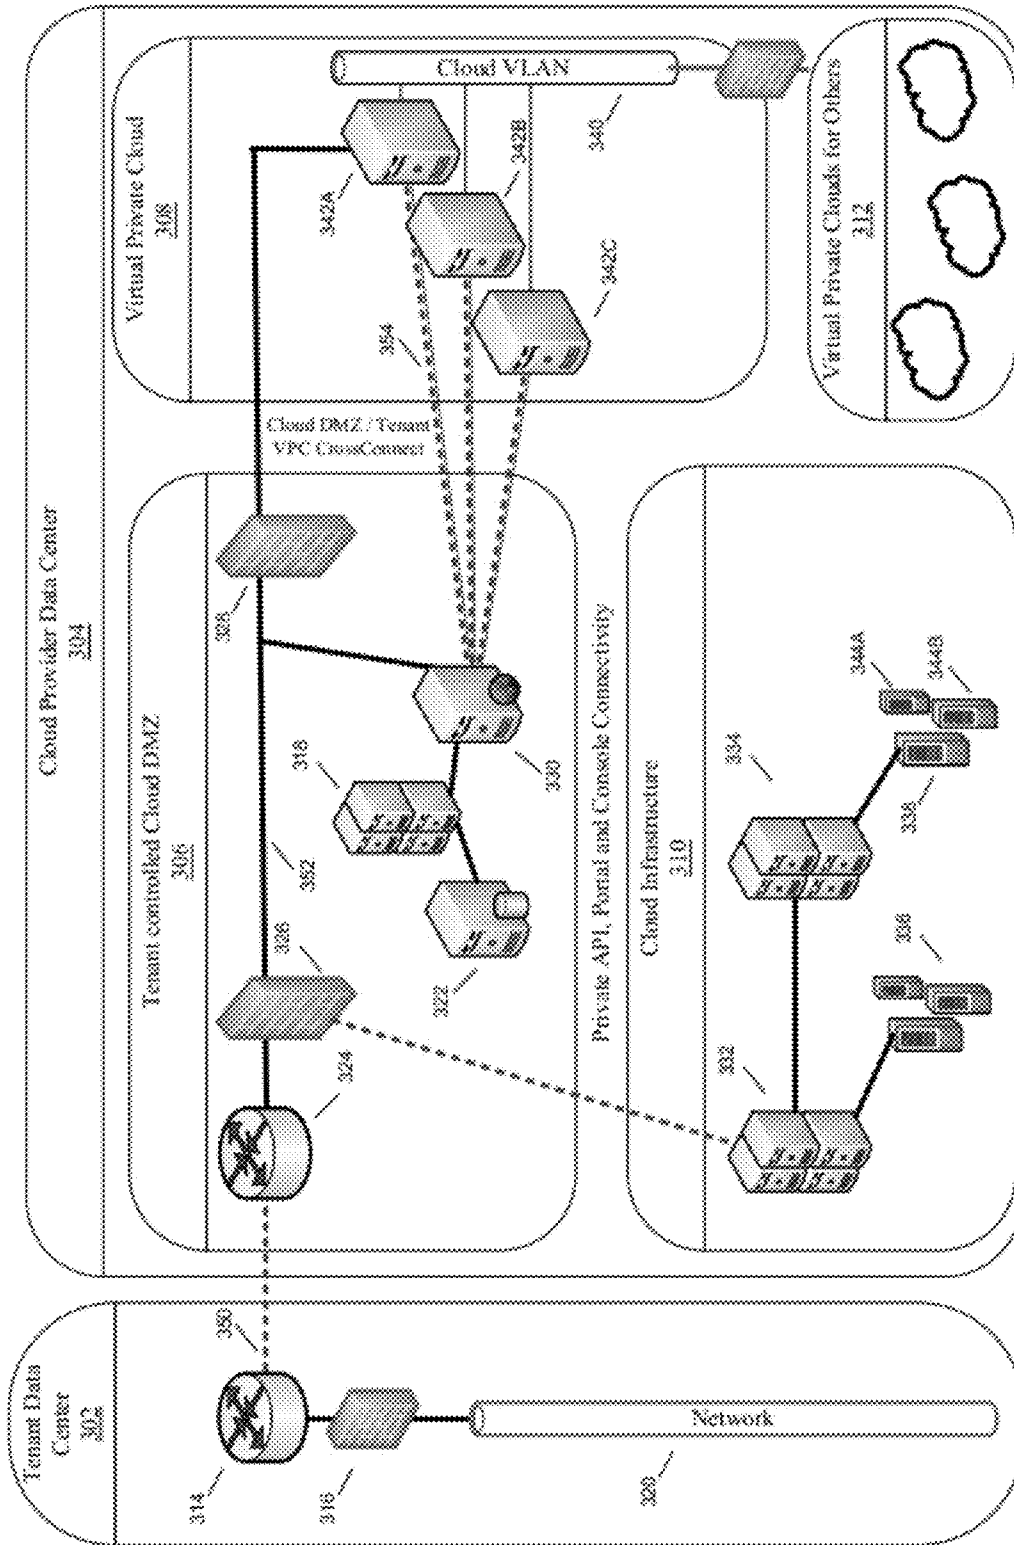 Cloud Provider Data Center
304
Tenant Data
Center
302
314
316
Network
320
350
Tenant controlled Cloud DMZ
306
324
326
352
328
318
322
330
Cloud DMZ / Tenant
VPC CrossConnect
354
Virtual Private Cloud
308
342A
342B
342C
Cloud VLAN
340
Private API, Portal and Console Connectivity
Cloud Infrastructure
310
332
334
336
338
344A
344B
Virtual Private Clouds for Others
312